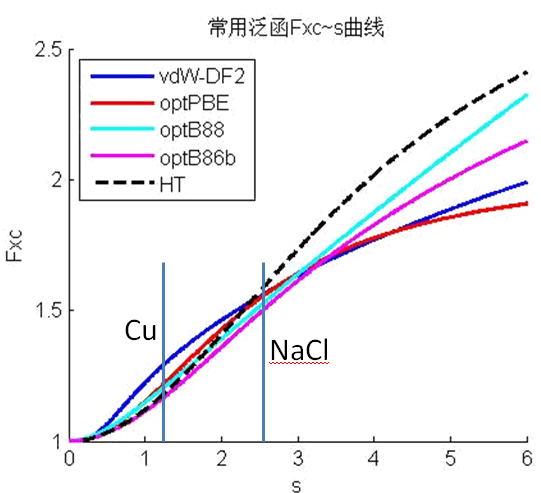 常用泛函Fxc~s曲线
2.5
vdW-DF2
optPBE
optB88
optB86b
HT
2
Fxc
1.5
Cu
NaCl
1
0 1 2 3 4 5 6
s